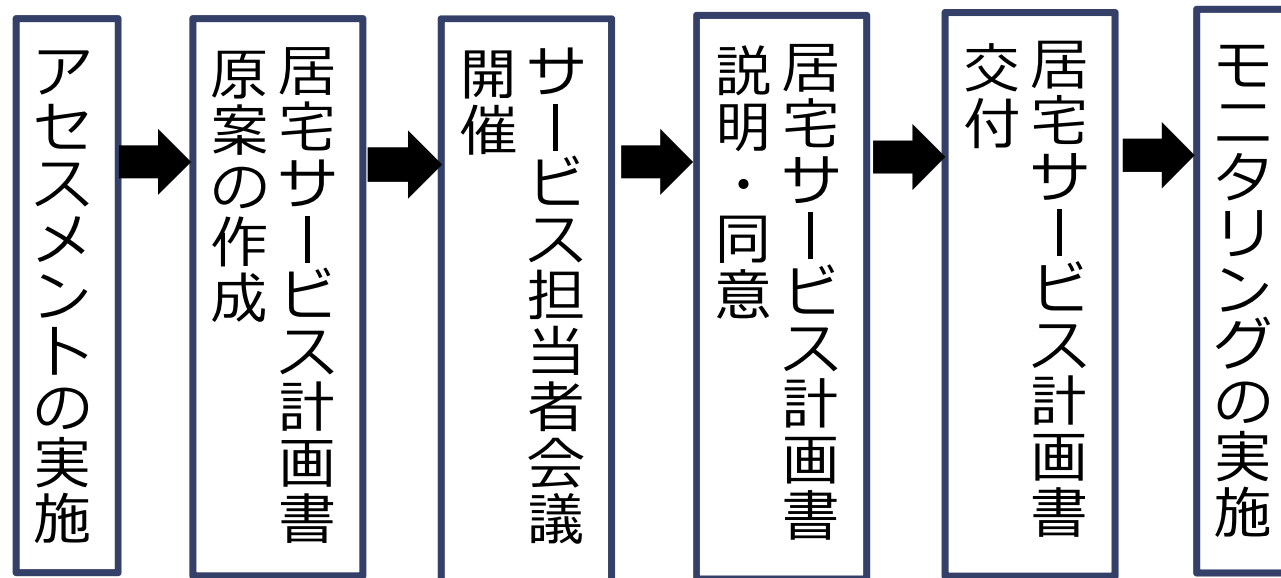 アセスメントの実施
居宅サービス計画書
原案の作成
サービス担当者会議
開催
居宅サービス計画書
説明・同意
居宅サービス計画書
交付
モニタリングの実施